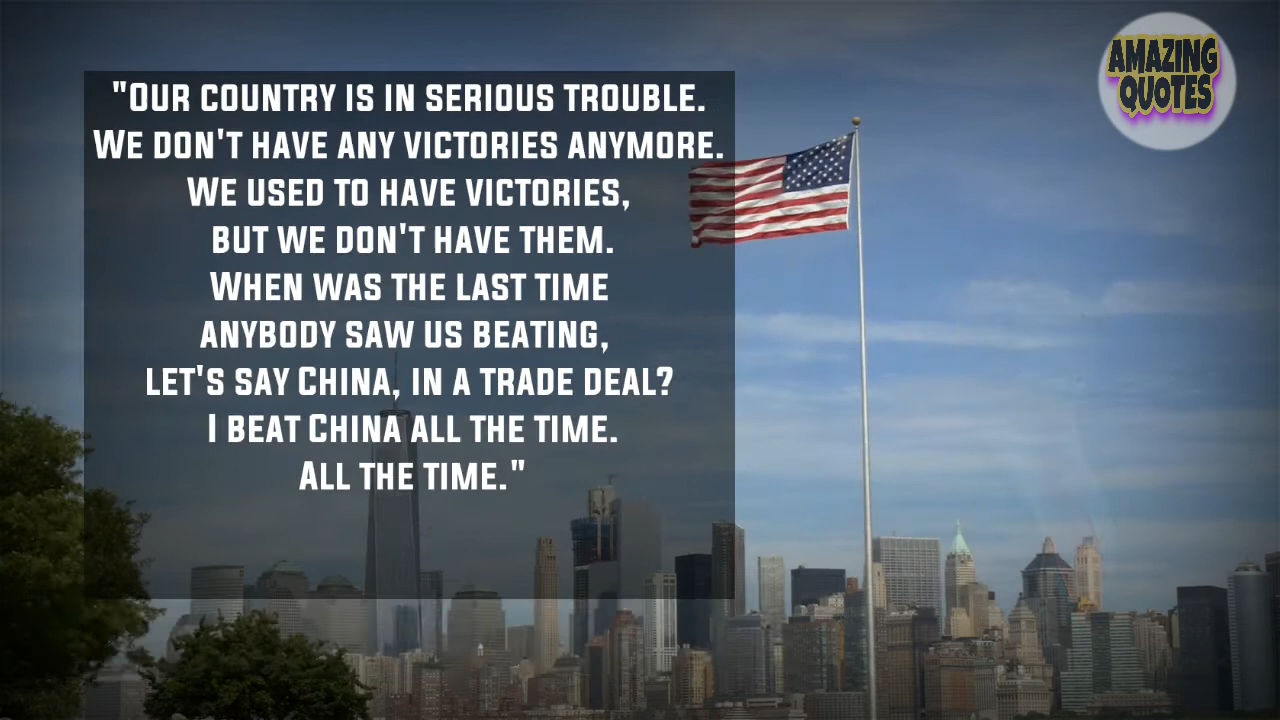 "Our country is in serious trouble.
We don't have any victories anymore.
We used to have victories,
but we don't have them.
When was the last time
anybody saw us beating,
let's say China, in a trade deal?
I beat China all the time.
All the time."
AMAZING
QUOTES